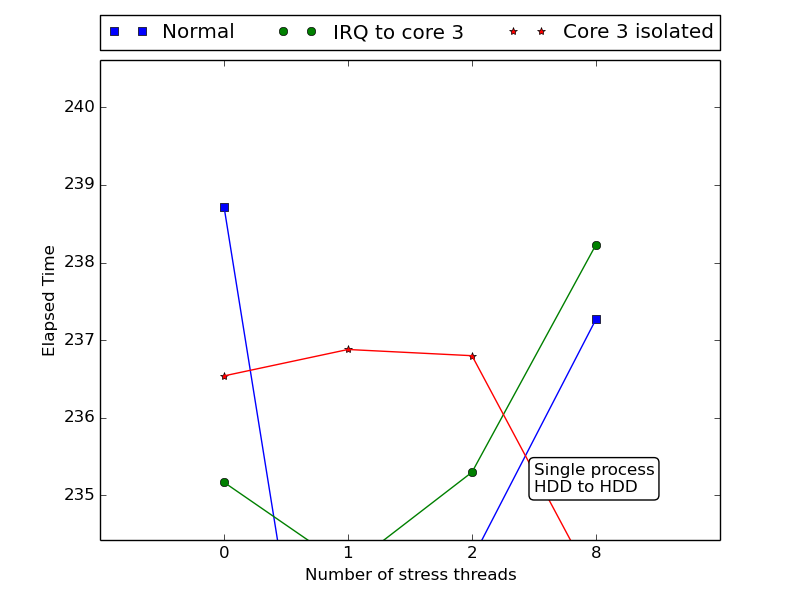 Normal IRQ to core 3 Core 3 isolated
240
239
238
237
236
235
Elapsed Time
Single process
HDD to HDD
0 1 2 8
Number of stress threads